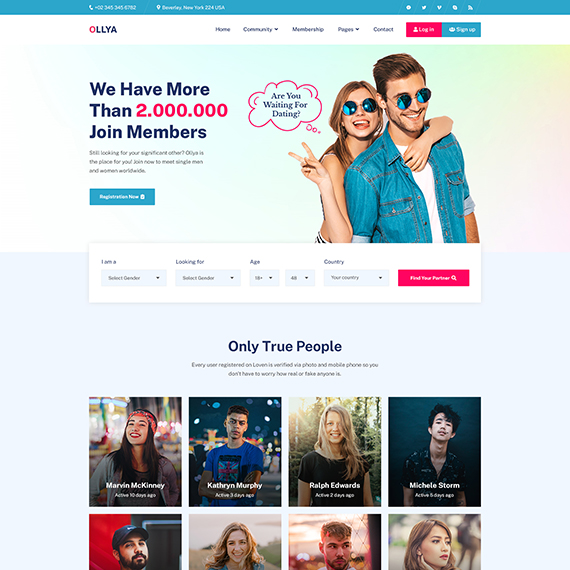 +02 345 345 6782
Beverley, New York 224 USA
OLLYA
Home
Community
Membership
Pages
Contact
Log in
Sign up
We Have More
Than 2.000.000
Join Members
Are You
Waiting For
Dating?
Still looking for your significant other? Ollya is
the place for you! Join now to meet single men
and women worldwide.
Registration Now
I am a
Looking for
Age
Country
Select Gender
Select Gender
18+
48
Your country
Find Your Partner
Only True People
Every user registered on Loven is verified via photo and mobile phone so you
don't have to worry how real or fake anyone is.
Marvin McKinney
Active 10 days ago
Kathryn Murphy
Active 3 days ago
Ralph Edwards
Active 2 days ago
Michele Storm
Active 5 days ago